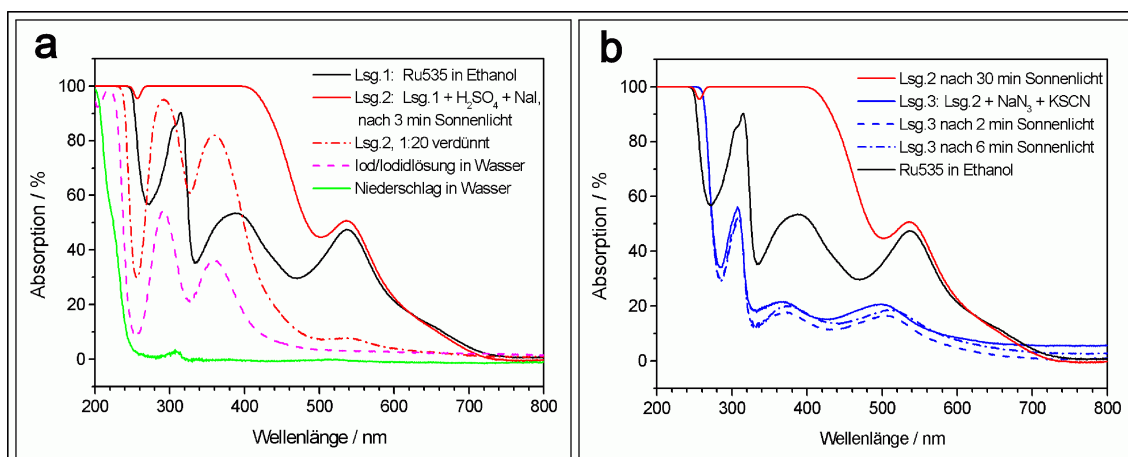 a
Lsg.1: Ru535 in Ethanol
Lsg.2: Lsg.1 + H₂SO₄ + NaI,
nach 3 min Sonnenlicht
Lsg.2, 1:20 verdünnt
Iod/Iodidlösung in Wasser
Niederschlag in Wasser
Absorption / %
100
80
60
40
20
0
200 300 400 500 600 700 800
Wellenlänge / nm
b
Lsg.2 nach 30 min Sonnenlicht
Lsg.3: Lsg.2 + NaN₃ + KSCN
Lsg.3 nach 2 min Sonnenlicht
Lsg.3 nach 6 min Sonnenlicht
Ru535 in Ethanol
Absorption / %
100
80
60
40
20
0
200 300 400 500 600 700 800
Wellenlänge / nm